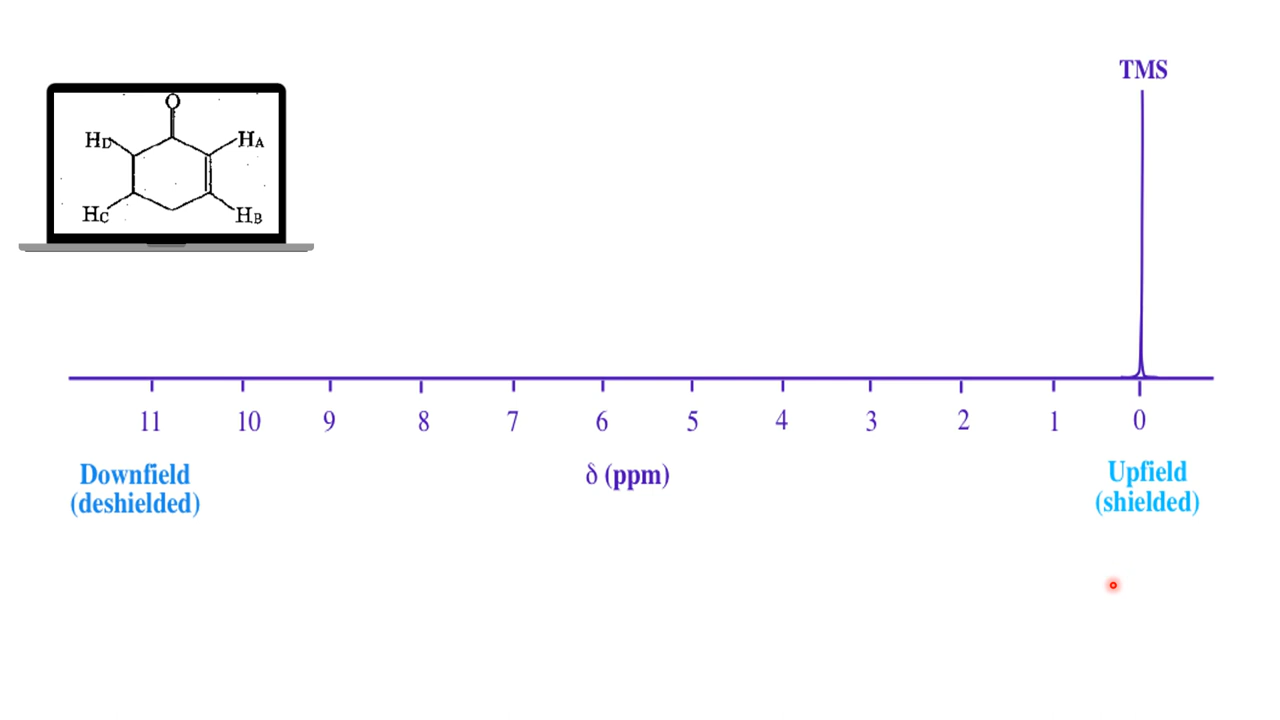 TMS
O
HD HA
HC HB
11 10 9 8 7 6 5 4 3 2 1 0
Downfield
(deshielded)
δ (ppm)
Upfield
(shielded)